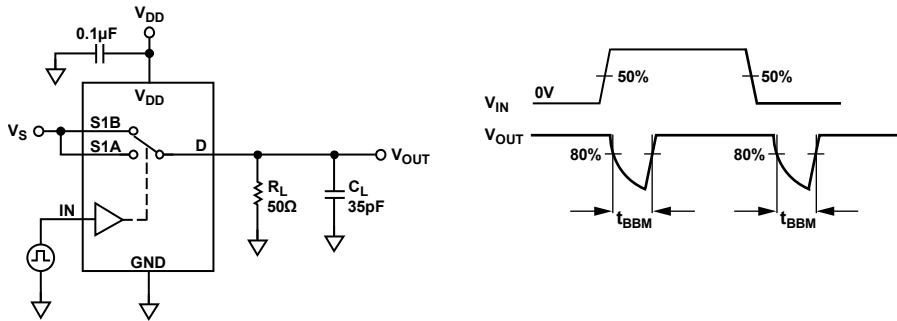 V_DD
0.1µF
V_DD
V_S
S1B
S1A
D
V_OUT
R_L
50Ω
C_L
35pF
IN
GND
V_IN
0V
50%
50%
V_OUT
80%
80%
t_BBM
t_BBM